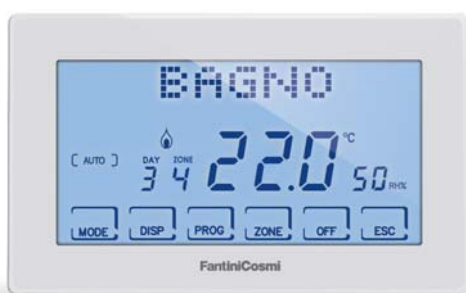 BAGNO
[ AUTO ] DAY 3 ZONE 4 22.0 °C 50 RH%
MODE DISP PROG ZONE OFF ESC
FantiniCosmi